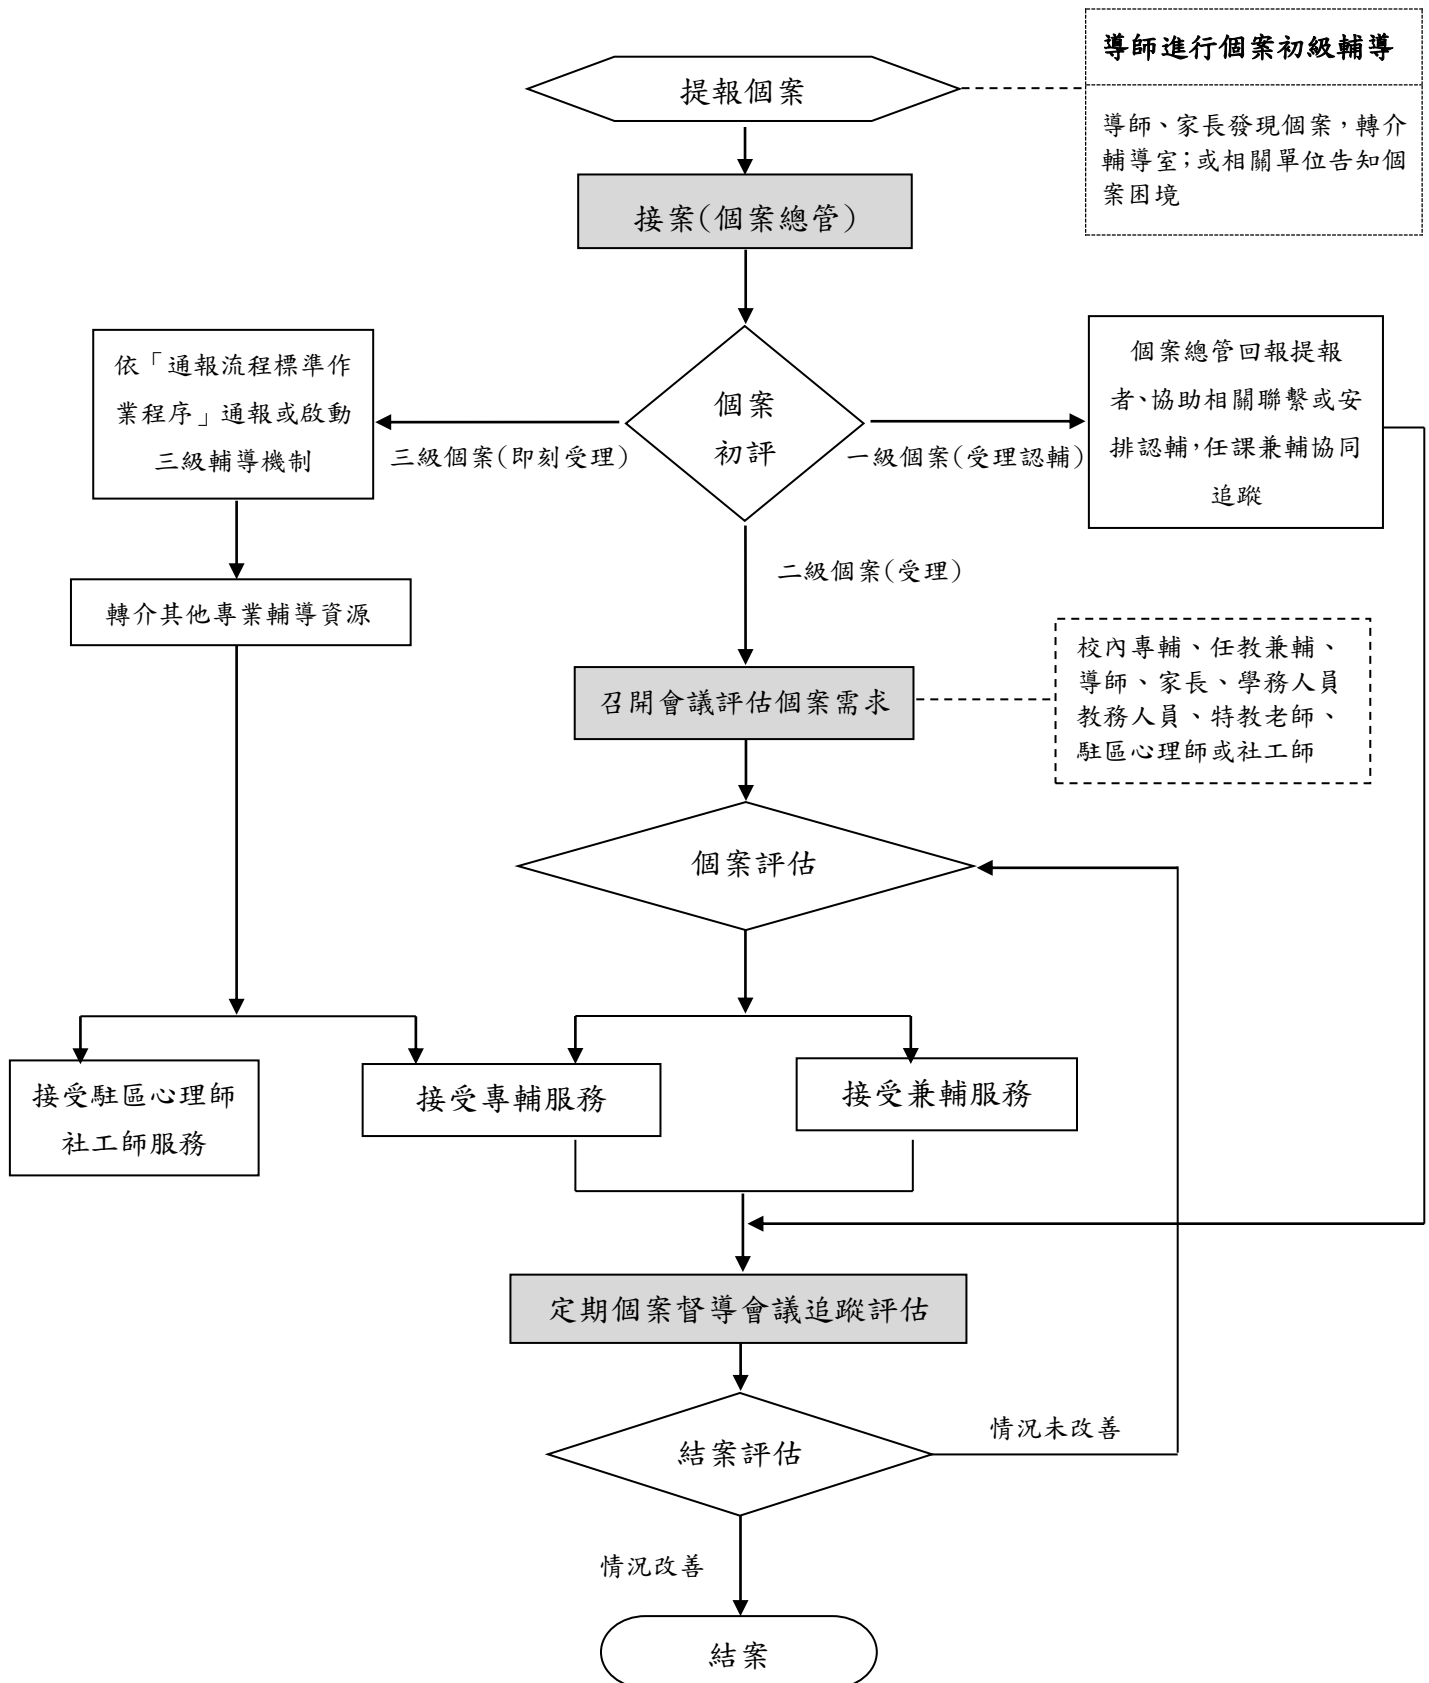 導師進行個案初級輔導
提報個案
導師、家長發現個案，轉介
輔導室；或相關單位告知個
案困境
接案(個案總管)
依「通報流程標準作
業程序」通報或啟動
三級輔導機制
個案
初評
個案總管回報提報
者、協助相關聯繫或安
排認輔，任課兼輔協同
追蹤
三級個案(即刻受理)
一級個案(受理認輔)
二級個案(受理)
轉介其他專業輔導資源
校內專輔、任教兼輔、
導師、家長、學務人員
教務人員、特教老師、
駐區心理師或社工師
召開會議評估個案需求
個案評估
接受駐區心理師
社工師服務
接受專輔服務
接受兼輔服務
定期個案督導會議追蹤評估
結案評估
情況未改善
情況改善
結案